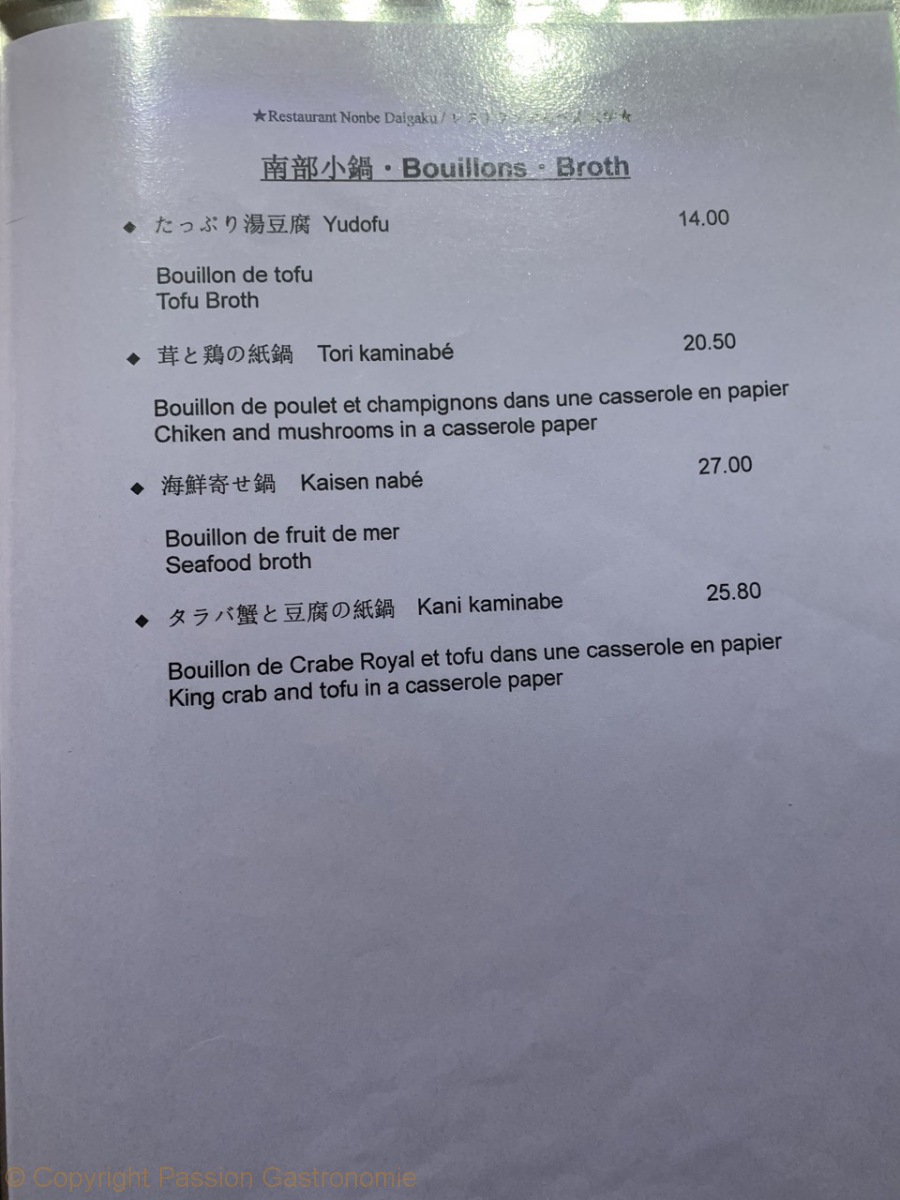 ★Restaurant Nonbe Daigaku /
南部小鍋・Bouillons・Broth
◆ たっぷり湯豆腐 Yudofu 14.00
Bouillon de tofu
Tofu Broth
◆ 茸と鶏の紙鍋 Tori kaminabé 20.50
Bouillon de poulet et champignons dans une casserole en papier
Chiken and mushrooms in a casserole paper
◆ 海鮮寄せ鍋 Kaisen nabé 27.00
Bouillon de fruit de mer
Seafood broth
◆ タラバ蟹と豆腐の紙鍋 Kani kaminabe 25.80
Bouillon de Crabe Royal et tofu dans une casserole en papier
King crab and tofu in a casserole paper
© Copyright Passion Gastronomie